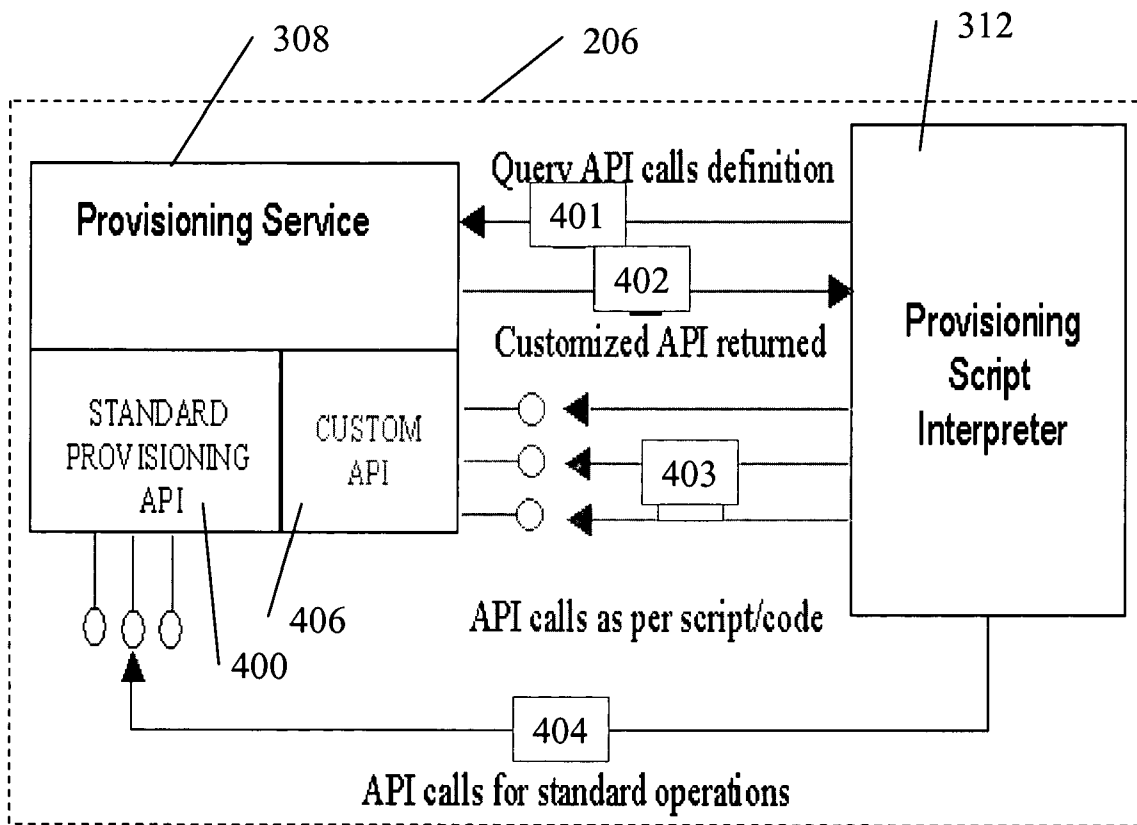 308
206
312
Query API calls definition
401
Provisioning Service
402
Customized API returned
Provisioning
Script
Interpreter
STANDARD
PROVISIONING
API
CUSTOM
API
403
406
400
API calls as per script/code
404
API calls for standard operations